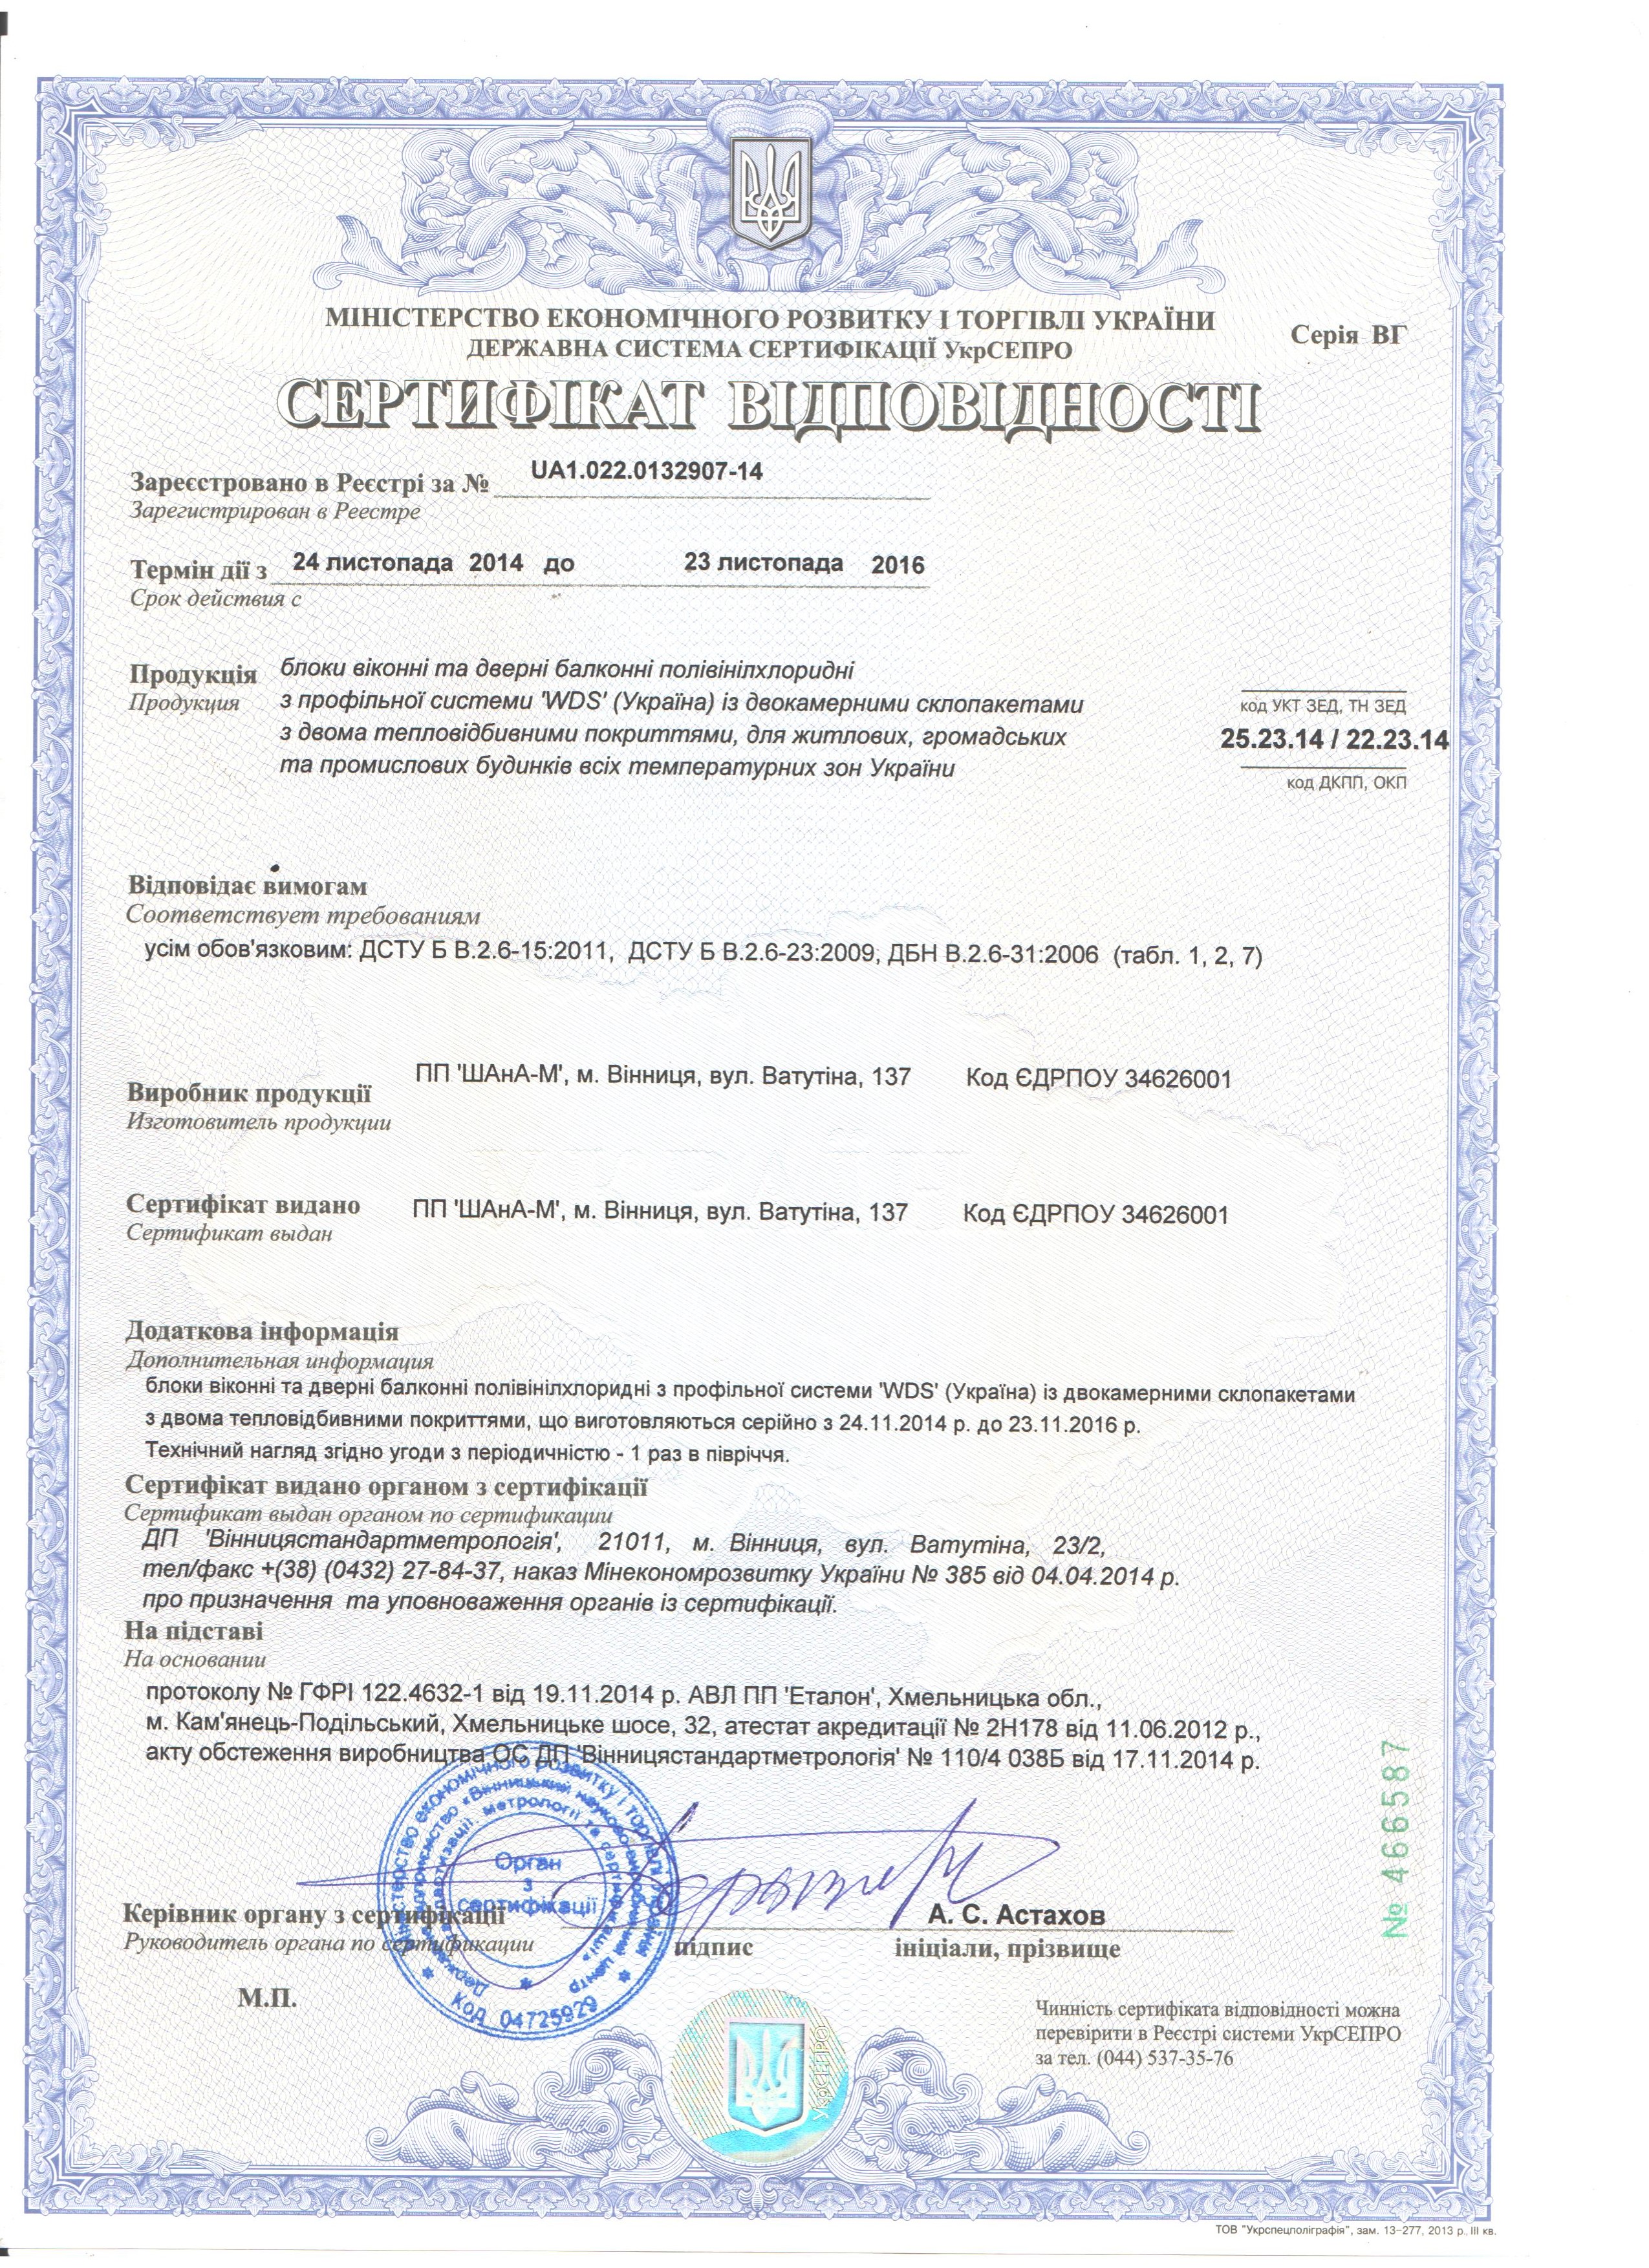 МІНІСТЕРСТВО ЕКОНОМІЧНОГО РОЗВИТКУ І ТОРГІВЛІ УКРАЇНИ
Серія ВГ
ДЕРЖАВНА СИСТЕМА СЕРТИФІКАЦІЇ УкрСЕПРО
СЕРТИФІКАТ ВІДПОВІДНОСТІ
Зареєстровано в Реєстрі за № UA1.022.0132907-14
Зарегистрирован в Реестре
Термін дії з 24 листопада 2014 до 23 листопада 2016
Срок действия с
Продукція блоки віконні та дверні балконні полівінілхлоридні
Продукция з профільної системи 'WDS' (Україна) із двокамерними склопакетами
код УКТ ЗЕД, ТН ЗЕД
з двома тепловідбивними покриттями, для житлових, громадських
25.23.14 / 22.23.14
та промислових будинків всіх температурних зон України
код ДКПП, ОКП
Відповідає вимогам
Соответствует требованиям
усім обов'язковим: ДСТУ Б В.2.6-15:2011, ДСТУ Б В.2.6-23:2009, ДБН В.2.6-31:2006 (табл. 1, 2, 7)
Виробник продукції ПП 'ШАнА-М', м. Вінниця, вул. Ватутіна, 137 Код ЄДРПОУ 34626001
Изготовитель продукции
Сертифікат видано ПП 'ШАнА-М', м. Вінниця, вул. Ватутіна, 137 Код ЄДРПОУ 34626001
Сертификат выдан
Додаткова інформація
Дополнительная информация
блоки віконні та дверні балконні полівінілхлоридні з профільної системи 'WDS' (Україна) із двокамерними склопакетами
з двома тепловідбивними покриттями, що виготовляються серійно з 24.11.2014 р. до 23.11.2016 р.
Технічний нагляд згідно угоди з періодичністю - 1 раз в півріччя.
Сертифікат видано органом з сертифікації
Сертификат выдан органом по сертификации
ДП 'Вінницястандартметрологія', 21011, м. Вінниця, вул. Ватутіна, 23/2,
тел/факс +(38) (0432) 27-84-37, наказ Мінекономрозвитку України № 385 від 04.04.2014 р.
про призначення та уповноваження органів із сертифікації.
На підставі
На основании
протоколу № ГФРІ 122.4632-1 від 19.11.2014 р. АВЛ ПП 'Еталон', Хмельницька обл.,
м. Кам'янець-Подільський, Хмельницьке шосе, 32, атестат акредитації № 2Н178 від 11.06.2012 р.,
акту обстеження виробництва ОС ДП 'Вінницястандартметрологія' № 110/4 038Б від 17.11.2014 р.
№ 466587
Орган
з
сертифікації
Код 04725929
Керівник органу з сертифікації А. С. Астахов
Руководитель органа по сертификации підпис ініціали, прізвище
М.П.
Чинність сертифіката відповідності можна
перевірити в Реєстрі системи УкрСЕПРО
за тел. (044) 537-35-76
УкрСЕПРО
ТОВ "Укрспецполіграфія", зам. 13-277, 2013 р., III кв.